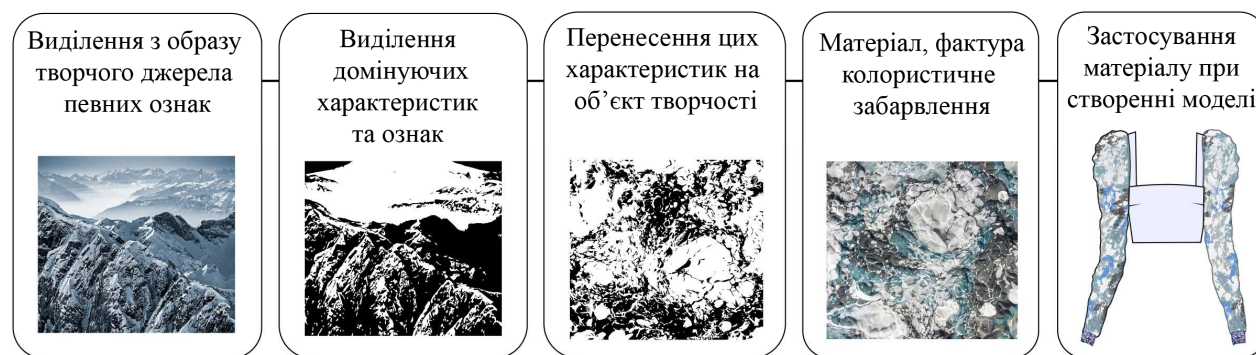 Виділення з образу
творчого джерела
певних ознак
Виділення
домінуючих
характеристик
та ознак
Перенесення цих
характеристик на
об’єкт творчості
Матеріал, фактура
колористичне
забарвлення
Застосування
матеріалу при
створенні моделі